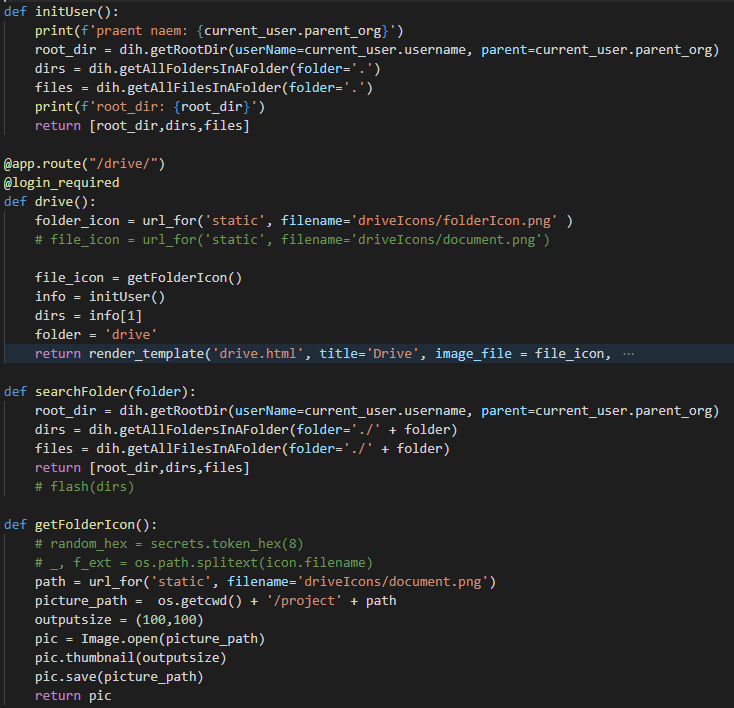 def initUser():
    print(f'praent naem: {current_user.parent_org}')
    root_dir = dih.getRootDir(userName=current_user.username, parent=current_user.parent_org)
    dirs = dih.getAllFoldersInAFolder(folder='.')
    files = dih.getAllFilesInAFolder(folder='.')
    print(f'root_dir: {root_dir}')
    return [root_dir,dirs,files]
@app.route("/drive/")
@login_required
def drive():
    folder_icon = url_for('static', filename='driveIcons/folderIcon.png' )
    # file_icon = url_for('static', filename='driveIcons/document.png')
    file_icon = getFolderIcon()
    info = initUser()
    dirs = info[1]
    folder = 'drive'
    return render_template('drive.html', title='Drive', image_file = file_icon, ⋯
def searchFolder(folder):
    root_dir = dih.getRootDir(userName=current_user.username, parent=current_user.parent_org)
    dirs = dih.getAllFoldersInAFolder(folder='./' + folder)
    files = dih.getAllFilesInAFolder(folder='./' + folder)
    return [root_dir,dirs,files]
    # flash(dirs)
def getFolderIcon():
    # random_hex = secrets.token_hex(8)
    # _, f_ext = os.path.splitext(icon.filename)
    path = url_for('static', filename='driveIcons/document.png')
    picture_path =  os.getcwd() + '/project' + path
    outputsize = (100,100)
    pic = Image.open(picture_path)
    pic.thumbnail(outputsize)
    pic.save(picture_path)
    return pic